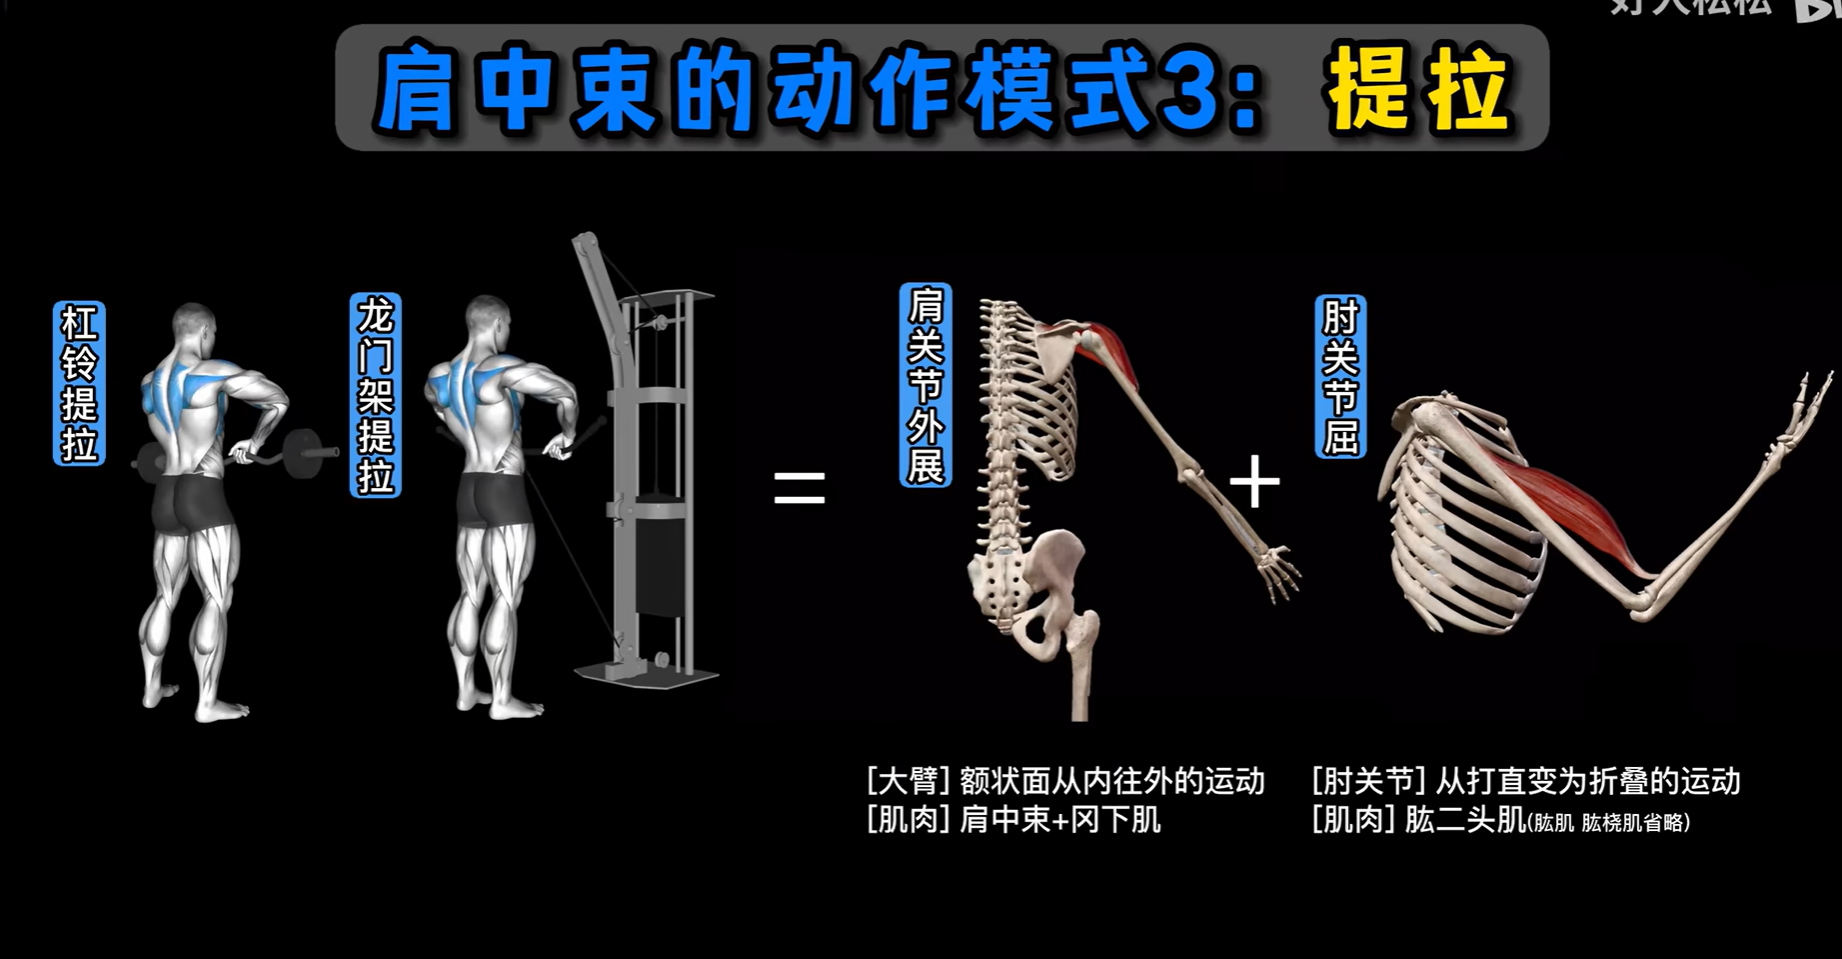 肩中束的动作模式3：提拉
杠铃提拉
龙门架提拉
=
肩关节外展
+
肘关节屈
[大臂] 额状面从内往外的运动
[肌肉] 肩中束+冈下肌
[肘关节] 从打直变为折叠的运动
[肌肉] 肱二头肌(肱肌 肱桡肌省略)